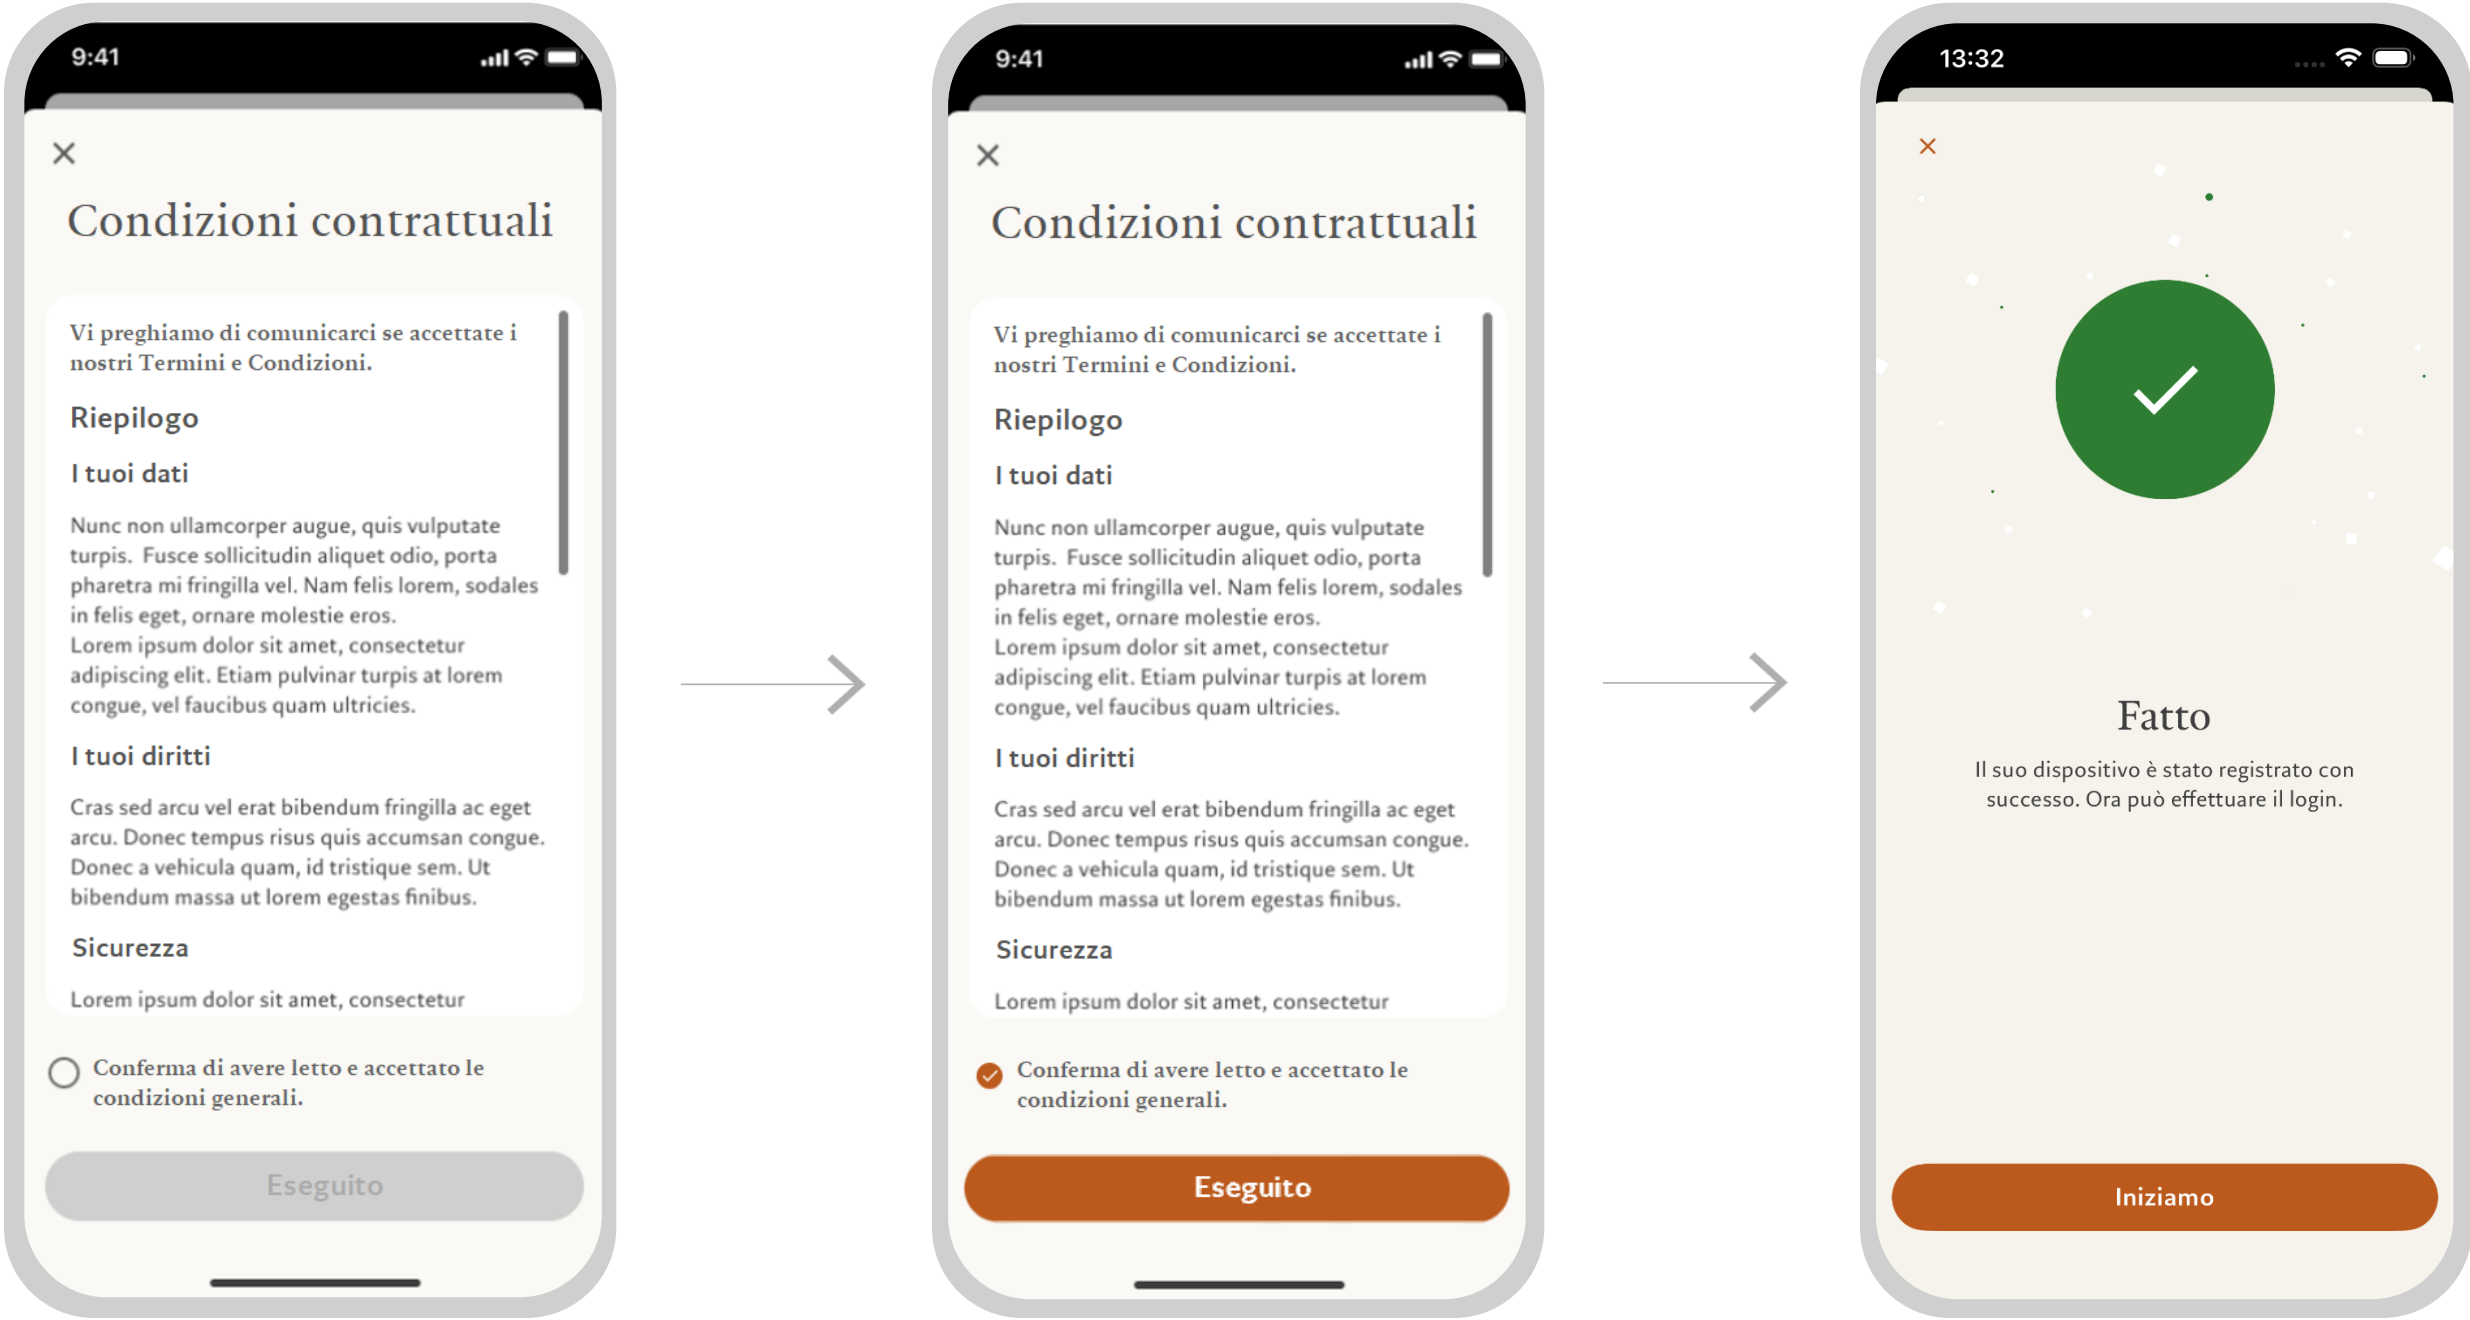 9:41
Condizioni contrattuali
Vi preghiamo di comunicarci se accettate i
nostri Termini e Condizioni.
Riepilogo
I tuoi dati
Nunc non ullamcorper augue, quis vulputate
turpis.  Fusce sollicitudin aliquet odio, porta
pharetra mi fringilla vel. Nam felis lorem, sodales
in felis eget, ornare molestie eros.
Lorem ipsum dolor sit amet, consectetur
adipiscing elit. Etiam pulvinar turpis at lorem
congue, vel faucibus quam ultricies.
I tuoi diritti
Cras sed arcu vel erat bibendum fringilla ac eget
arcu. Donec tempus risus quis accumsan congue.
Donec a vehicula quam, id tristique sem. Ut
bibendum massa ut lorem egestas finibus.
Sicurezza
Lorem ipsum dolor sit amet, consectetur
Conferma di avere letto e accettato le
condizioni generali.
Eseguito
9:41
Condizioni contrattuali
Vi preghiamo di comunicarci se accettate i
nostri Termini e Condizioni.
Riepilogo
I tuoi dati
Nunc non ullamcorper augue, quis vulputate
turpis.  Fusce sollicitudin aliquet odio, porta
pharetra mi fringilla vel. Nam felis lorem, sodales
in felis eget, ornare molestie eros.
Lorem ipsum dolor sit amet, consectetur
adipiscing elit. Etiam pulvinar turpis at lorem
congue, vel faucibus quam ultricies.
I tuoi diritti
Cras sed arcu vel erat bibendum fringilla ac eget
arcu. Donec tempus risus quis accumsan congue.
Donec a vehicula quam, id tristique sem. Ut
bibendum massa ut lorem egestas finibus.
Sicurezza
Lorem ipsum dolor sit amet, consectetur
Conferma di avere letto e accettato le
condizioni generali.
Eseguito
13:32
Fatto
Il suo dispositivo è stato registrato con
successo. Ora può effettuare il login.
Iniziamo